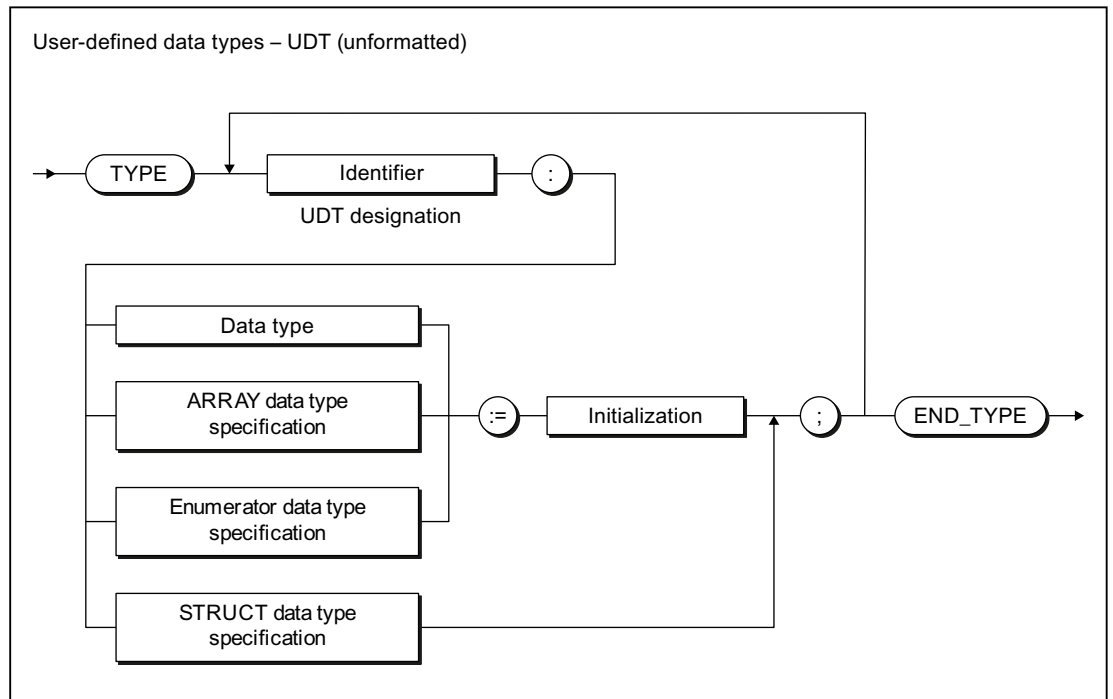 User-defined data types – UDT (unformatted)
TYPE
Identifier
:
UDT designation
Data type
ARRAY data type
specification
:=
Initialization
;
END_TYPE
Enumerator data type
specification
STRUCT data type
specification